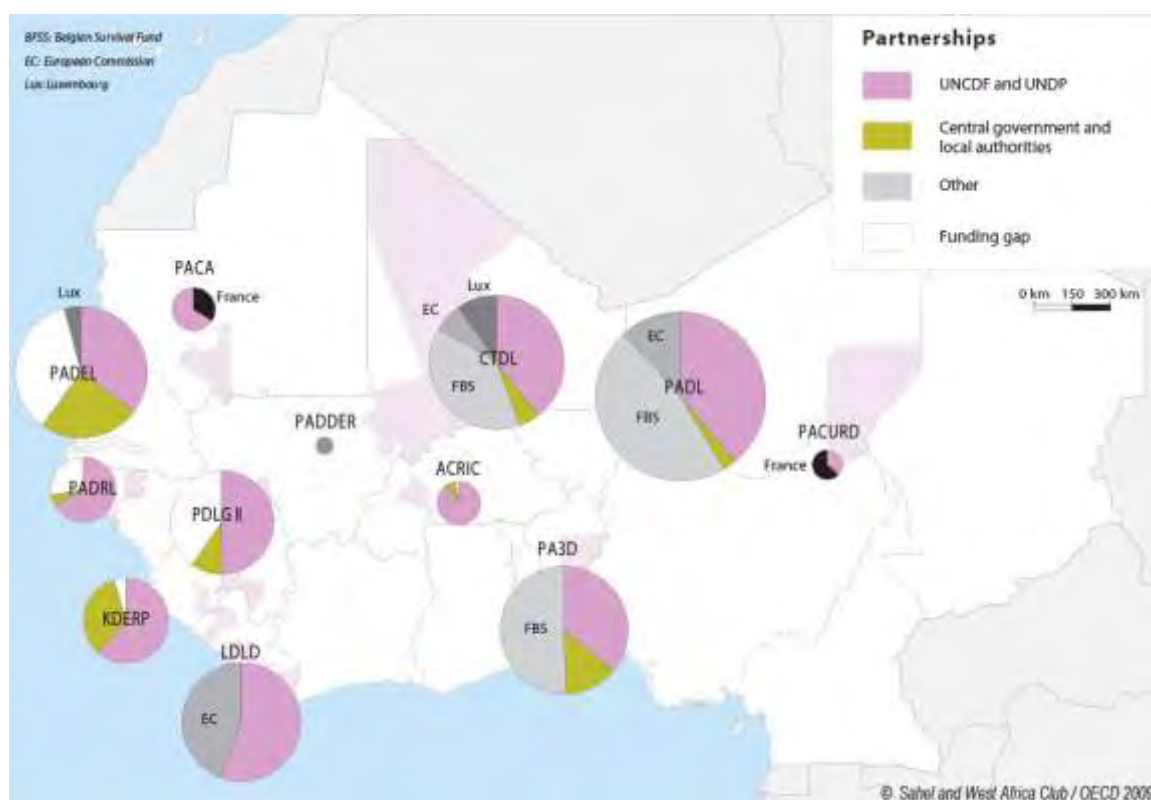 BFSS: Belgien Survival Fund
EC: European Commission
Lux: Luxembourg
Partnerships
UNCDF and UNDP
Central government and
local authorities
Other
Funding gap
0 km 150 300 km
PACA
France
Lux
PADEL
EC
Lux
CTDL
FBS
EC
PADL
FBS
PADDER
PACURD
France
ACRIC
PADRL
PDLG II
PA3D
FBS
KDERP
LDLD
EC
© Sahel and West Africa Club / OECD 2009